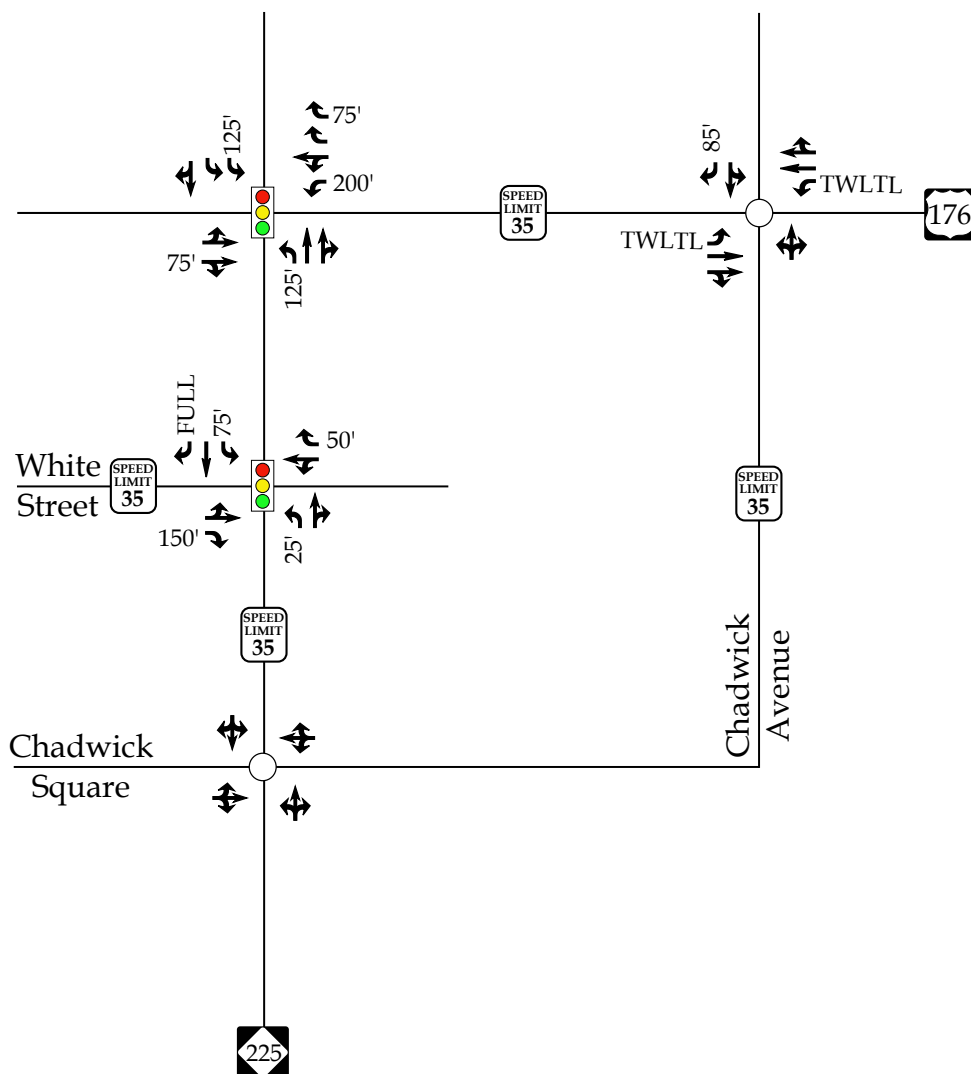 75'
125'
85'
200'
TWLTL
SPEED
LIMIT
35
176
TWLTL
75'
125'
FULL
75'
50'
White
Street
SPEED
LIMIT
35
SPEED
LIMIT
35
150'
25'
SPEED
LIMIT
35
Chadwick
Avenue
Chadwick
Square
225